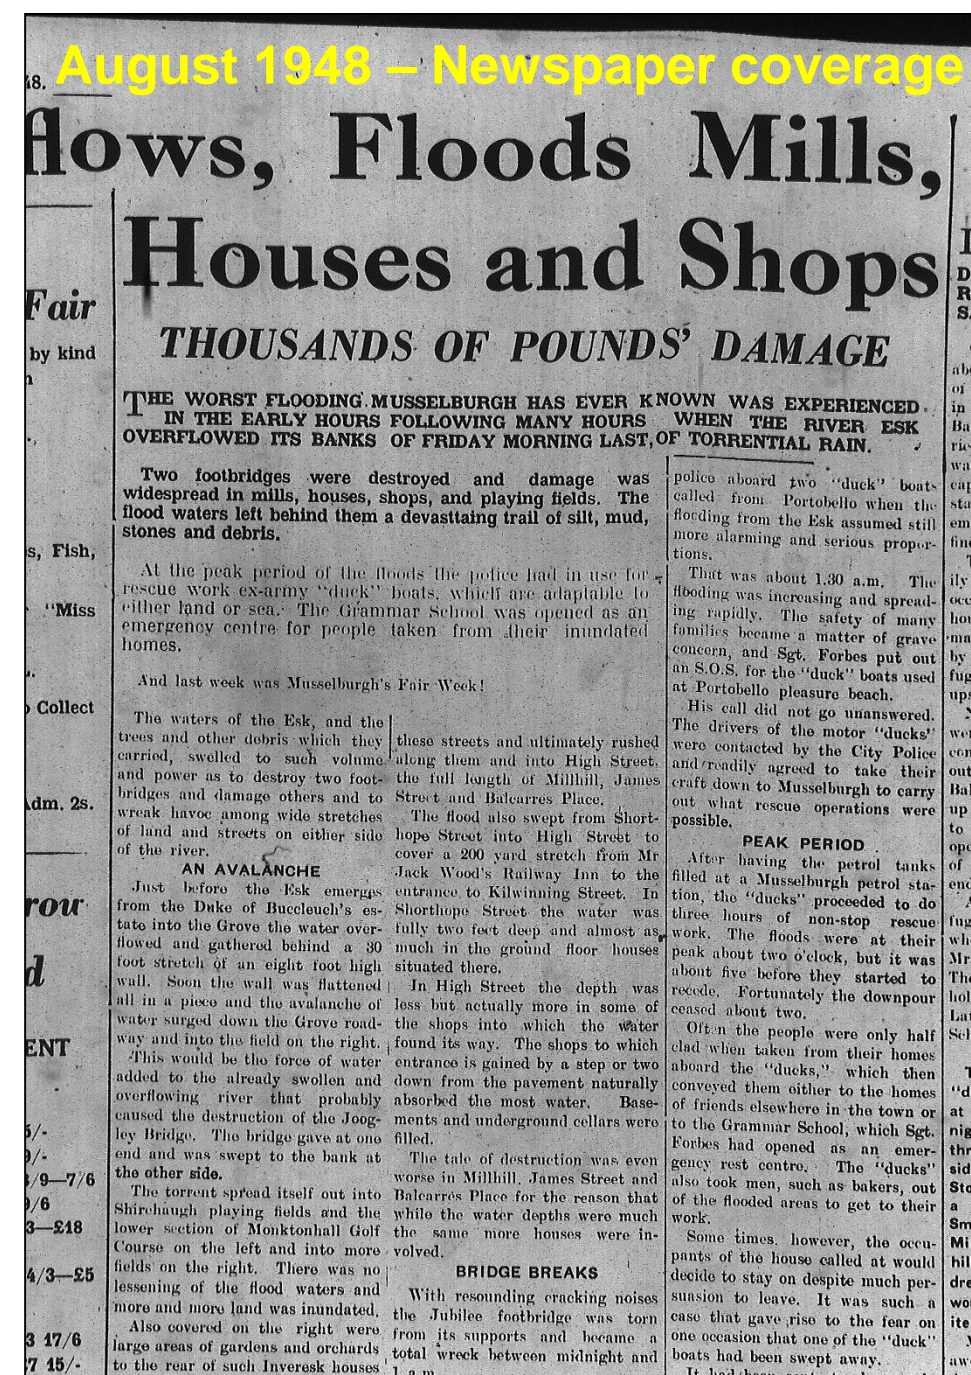 August 1948 – Newspaper coverage
48.
flows, Floods Mills,
Houses and Shops
THOUSANDS OF POUNDS' DAMAGE
THE WORST FLOODING MUSSELBURGH HAS EVER KNOWN WAS EXPERIENCED
IN THE EARLY HOURS FOLLOWING MANY HOURS WHEN THE RIVER ESK
OVERFLOWED ITS BANKS OF FRIDAY MORNING LAST, OF TORRENTIAL RAIN.
Two footbridges were destroyed and damage was
widespread in mills, houses, shops, and playing fields. The
flood waters left behind them a devasttaing trail of silt, mud,
stones and debris.
At the peak period of the floods the police had in use for
rescue work ex-army "duck" boats, which are adaptable to
either land or sea. The Grammar School was opened as an
emergency centre for people taken from their inundated
homes.
And last week was Musselburgh's Fair Week!
The waters of the Esk, and the
trees and other debris which they
carried, swelled to such volume
and power as to destroy two foot-
bridges and damage others and to
wreak havoc among wide stretches
of land and streets on either side
of the river.
AN AVALANCHE
Just before the Esk emerges
from the Duke of Buccleuch's es-
tate into the Grove the water over-
flowed and gathered behind a 30
foot stretch of an eight foot high
wall. Soon the wall was flattened
all in a piece and the avalanche of
water surged down the Grove road-
way and into the field on the right.
This would be the force of water
added to the already swollen and
overflowing river that probably
caused the destruction of the Joog-
ley Bridge. The bridge gave at one
end and was swept to the bank at
the other side.
The torrent spread itself out into
Shirehaugh playing fields and the
lower section of Monktonhall Golf
Course on the left and into more
fields on the right. There was no
lessening of the flood waters and
more and more land was inundated.
Also covered on the right were
large areas of gardens and orchards
to the rear of such Inveresk houses
these streets and ultimately rushed
along them and into High Street,
the full length of Millhill, James
Street and Balcarres Place.
The flood also swept from Short-
hope Street into High Street to
cover a 200 yard stretch from Mr
Jack Wood's Railway Inn to the
entrance to Kilwinning Street. In
Shorthope Street the water was
fully two feet deep and almost as
much in the ground floor houses
situated there.
In High Street the depth was
less but actually more in some of
the shops into which the water
found its way. The shops to which
entrance is gained by a step or two
down from the pavement naturally
absorbed the most water. Base-
ments and underground cellars were
filled.
The tale of destruction was even
worse in Millhill, James Street and
Balcarres Place for the reason that
while the water depths were much
the same more houses were in-
volved.
BRIDGE BREAKS
With resounding cracking noises
the Jubilee footbridge was torn
from its supports and became a
total wreck between midnight and
1 a.m.
police aboard two "duck" boats
called from Portobello when the
flooding from the Esk assumed still
more alarming and serious propor-
tions.
That was about 1.30 a.m. The
flooding was increasing and spread-
ing rapidly. The safety of many
families became a matter of grave
concern, and Sgt. Forbes put out
an S.O.S. for the "duck" boats used
at Portobello pleasure beach.
His call did not go unanswered.
The drivers of the motor "ducks"
were contacted by the City Police
and readily agreed to take their
craft down to Musselburgh to carry
out what rescue operations were
possible.
PEAK PERIOD
After having the petrol tanks
filled at a Musselburgh petrol sta-
tion, the "ducks" proceeded to do
three hours of non-stop rescue
work. The floods were at their
peak about two o'clock, but it was
about five before they started to
recede. Fortunately the downpour
ceased about two.
Often the people were only half
clad when taken from their homes
aboard the "ducks," which then
conveyed them either to the homes
of friends elsewhere in the town or
to the Grammar School, which Sgt.
Forbes had opened as an emer-
gency rest centre. The "ducks"
also took men, such as bakers, out
of the flooded areas to get to their
work.
Some times, however, the occu-
pants of the house called at would
decide to stay on despite much per-
suasion to leave. It was such a
case that gave rise to the fear on
one occasion that one of the "duck"
boats had been swept away.
Fair
by kind
s, Fish,
"Miss
Collect
Adm. 2s.
row
d
ENT
5/-
9/-
/9—7/6
/6
3—£18
4/3—£5
3 17/6
7 15/-